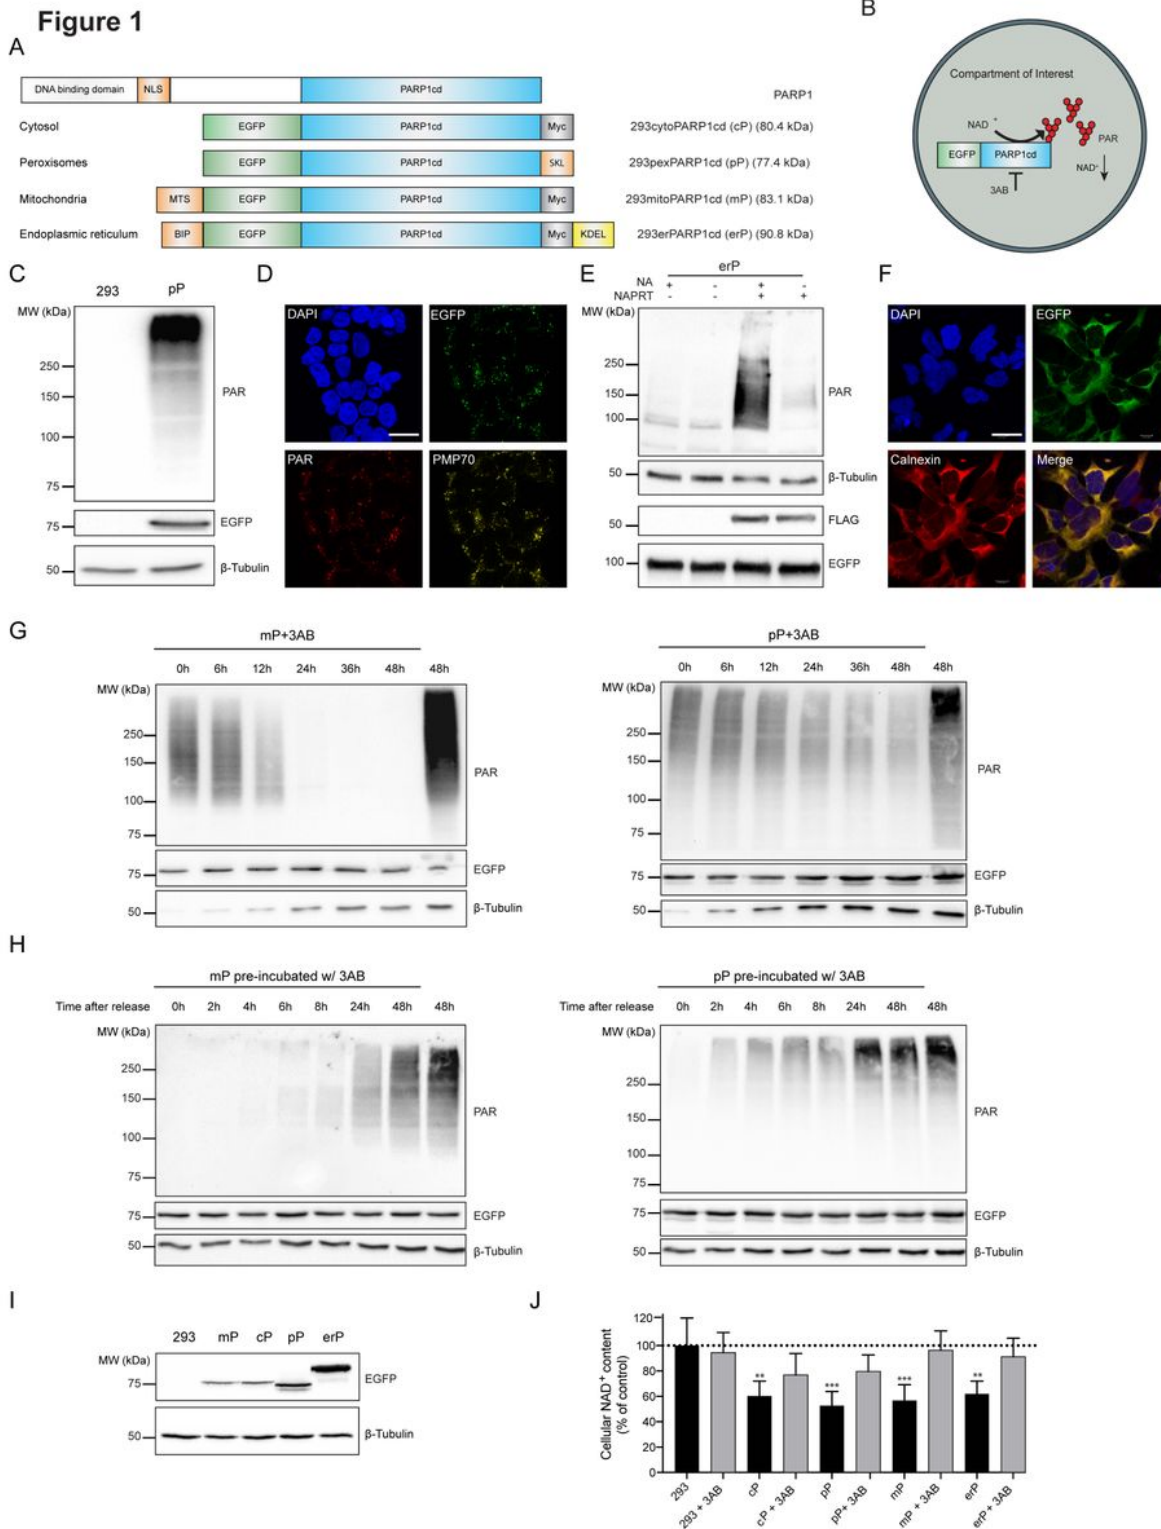 Figure 1
A
DNA binding domain NLS PARP1cd PARP1
Cytosol EGFP PARP1cd Myc 293cytoPARP1cd (cP) (80.4 kDa)
Peroxisomes EGFP PARP1cd SKL 293pexPARP1cd (pP) (77.4 kDa)
Mitochondria MTS EGFP PARP1cd Myc 293mitoPARP1cd (mP) (83.1 kDa)
Endoplasmic reticulum BIP EGFP PARP1cd Myc KDEL 293erPARP1cd (erP) (90.8 kDa)
B
Compartment of Interest
NAD+
PAR
EGFP PARP1cd
NAD+
3AB
C
293 pP
MW (kDa)
250
150
100
75
PAR
75 EGFP
50 β-Tubulin
D
DAPI EGFP
PAR PMP70
E
erP
NA + - + -
NAPRT - - + +
MW (kDa)
250
150
100
PAR
50 β-Tubulin
50 FLAG
100 EGFP
F
DAPI EGFP
Calnexin Merge
G
mP+3AB
0h 6h 12h 24h 36h 48h 48h
MW (kDa)
250
150
100
75
PAR
75 EGFP
50 β-Tubulin
pP+3AB
0h 6h 12h 24h 36h 48h 48h
MW (kDa)
250
150
100
75
PAR
75 EGFP
50 β-Tubulin
H
mP pre-incubated w/ 3AB
Time after release 0h 2h 4h 6h 8h 24h 48h 48h
MW (kDa)
250
150
100
75
PAR
75 EGFP
50 β-Tubulin
pP pre-incubated w/ 3AB
Time after release 0h 2h 4h 6h 8h 24h 48h 48h
MW (kDa)
250
150
100
75
PAR
75 EGFP
50 β-Tubulin
I
293 mP cP pP erP
MW (kDa)
75 EGFP
50 β-Tubulin
J
Cellular NAD+ content
(% of control)
120
100
80
60
40
20
0
** *** *** **
293 293 + 3AB cP cP + 3AB pP pP+ 3AB mP mP + 3AB erP erP + 3AB